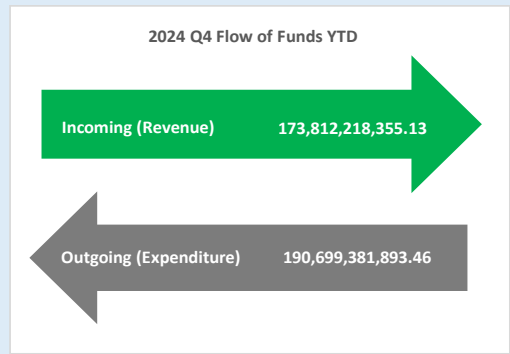 2024 Q4 Flow of Funds YTD
Incoming (Revenue) 173,812,218,355.13
Outgoing (Expenditure) 190,699,381,893.46